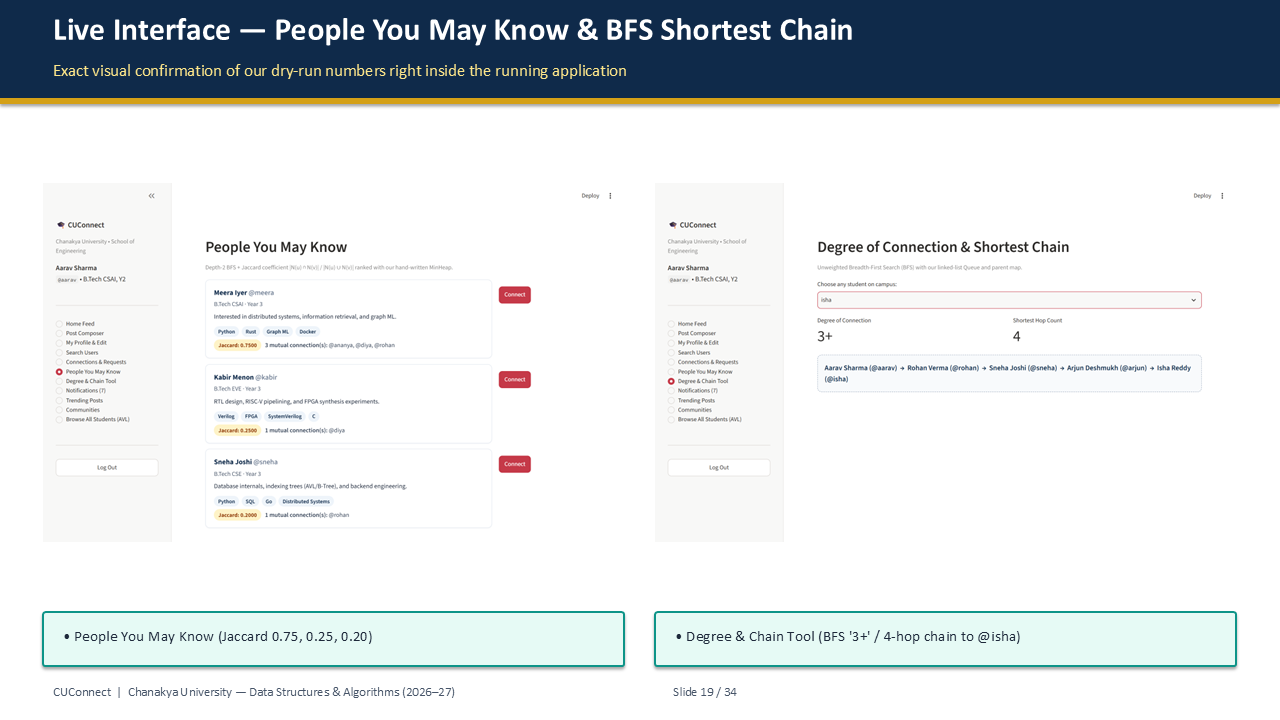 Live Interface — People You May Know & BFS Shortest Chain
Exact visual confirmation of our dry-run numbers right inside the running application
Deploy
CUConnect
Chanakya University • School of
Engineering
Aarav Sharma
@aarav • B.Tech CSAI, Y2
Home Feed
Post Composer
My Profile & Edit
Search Users
Connections & Requests
People You May Know
Degree & Chain Tool
Notifications (7)
Trending Posts
Communities
Browse All Students (AVL)
Log Out
People You May Know
Depth-2 BFS + Jaccard coefficient |N(u) ∩ N(v)| / |N(u) ∪ N(v)| ranked with our hand-written MinHeap.
Meera Iyer @meera
B.Tech CSAI · Year 3
Interested in distributed systems, information retrieval, and graph ML.
Python Rust Graph ML Docker
Jaccard: 0.7500 3 mutual connection(s): @ananya, @diya, @rohan
Connect
Kabir Menon @kabir
B.Tech EVE · Year 3
RTL design, RISC-V pipelining, and FPGA synthesis experiments.
Verilog FPGA SystemVerilog C
Jaccard: 0.2500 1 mutual connection(s): @diya
Connect
Sneha Joshi @sneha
B.Tech CSE · Year 3
Database internals, indexing trees (AVL/B-Tree), and backend engineering.
Python SQL Go Distributed Systems
Jaccard: 0.2000 1 mutual connection(s): @rohan
Connect
Deploy
CUConnect
Chanakya University • School of
Engineering
Aarav Sharma
@aarav • B.Tech CSAI, Y2
Home Feed
Post Composer
My Profile & Edit
Search Users
Connections & Requests
People You May Know
Degree & Chain Tool
Notifications (7)
Trending Posts
Communities
Browse All Students (AVL)
Log Out
Degree of Connection & Shortest Chain
Unweighted Breadth-First Search (BFS) with our linked-list Queue and parent map.
Choose any student on campus:
isha
Degree of Connection
3+
Shortest Hop Count
4
Aarav Sharma (@aarav) → Rohan Verma (@rohan) → Sneha Joshi (@sneha) → Arjun Deshmukh (@arjun) → Isha Reddy
(@isha)
• People You May Know (Jaccard 0.75, 0.25, 0.20)
• Degree & Chain Tool (BFS '3+' / 4-hop chain to @isha)
CUConnect | Chanakya University — Data Structures & Algorithms (2026–27)
Slide 19 / 34